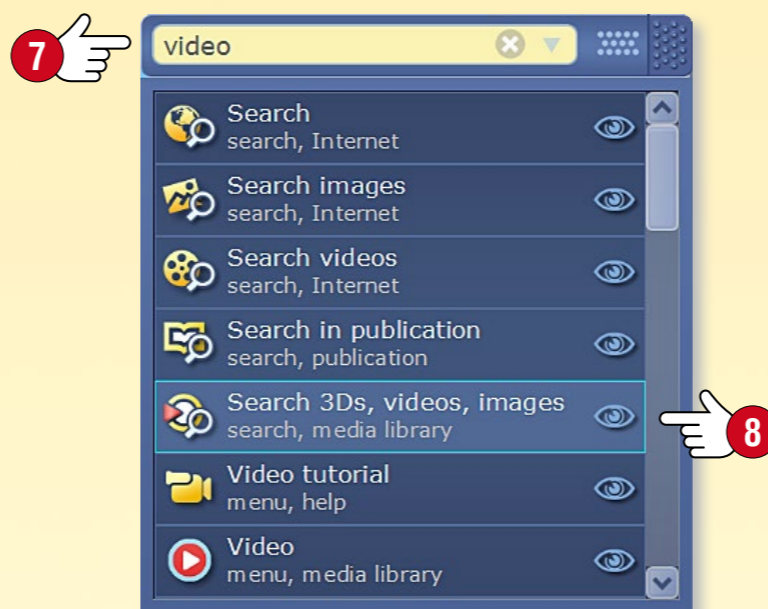 7
video
Search
search, Internet
Search images
search, Internet
Search videos
search, Internet
Search in publication
search, publication
Search 3Ds, videos, images
search, media library
8
Video tutorial
menu, help
Video
menu, media library